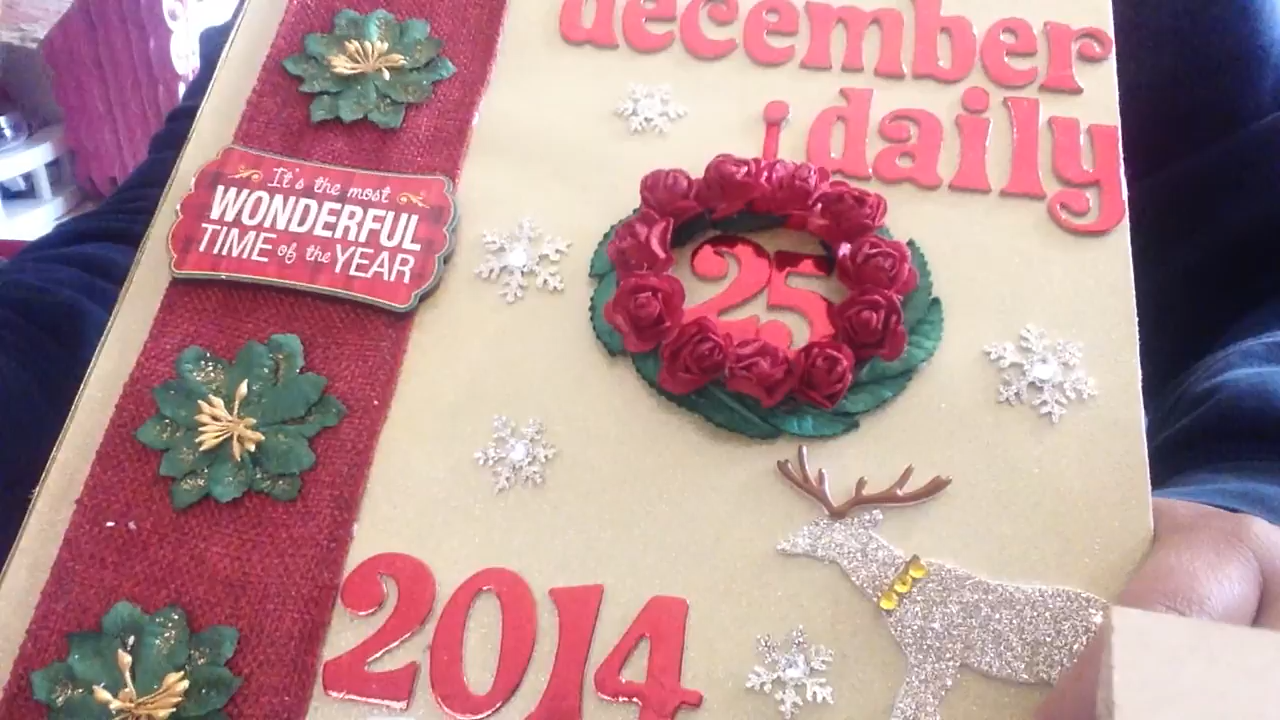 december
daily
It's the most
WONDERFUL
TIME of the YEAR
25
2014